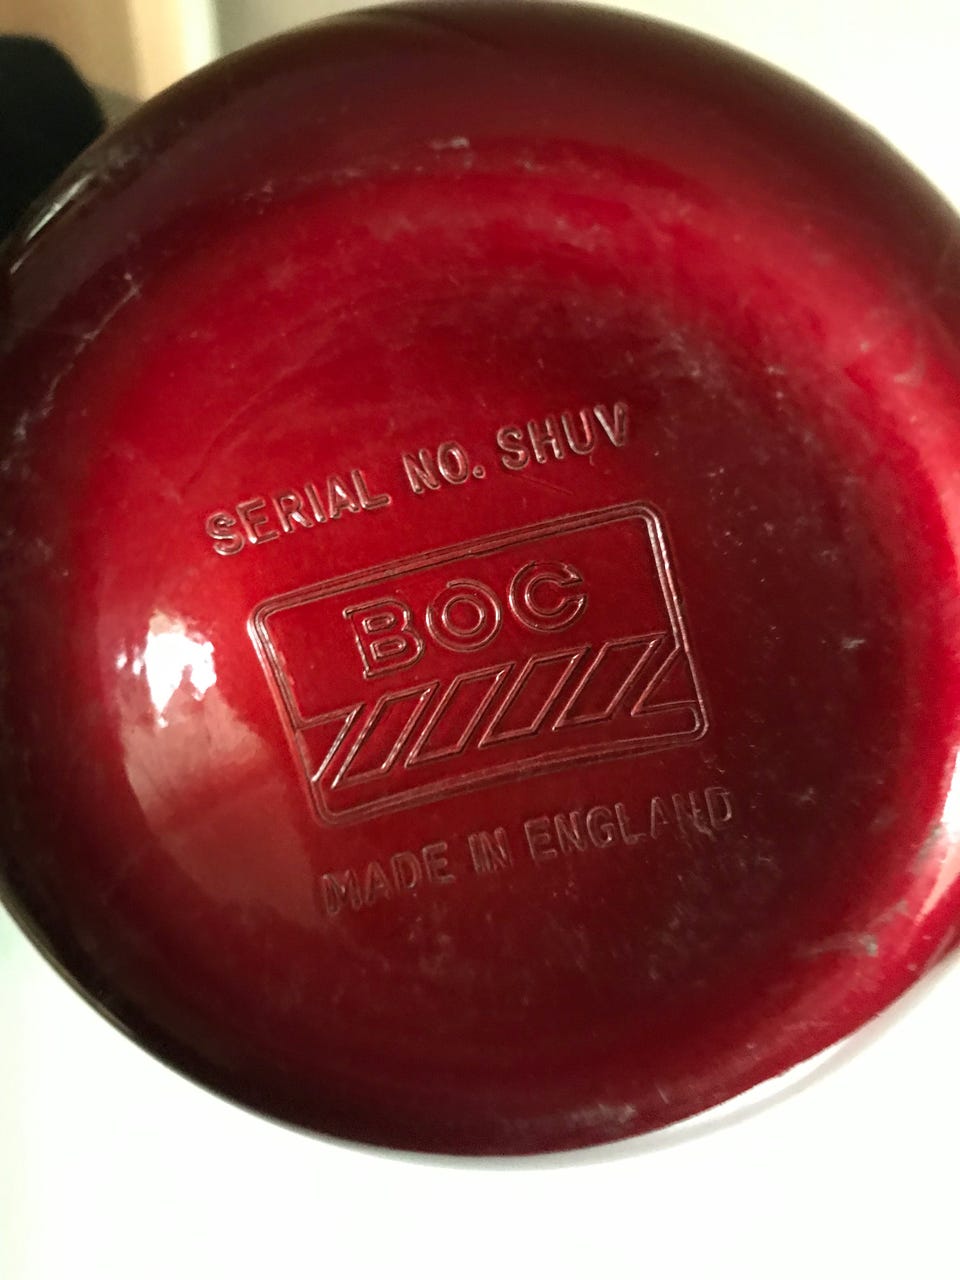 SERIAL NO. SHUV
BOC
MADE IN ENGLAND